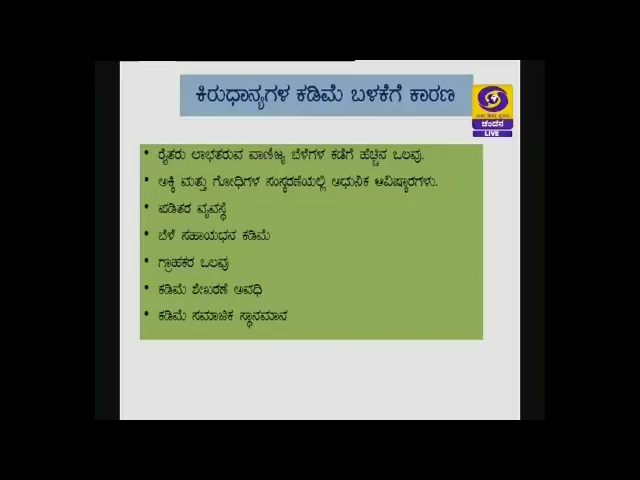 ಕಿರುಧಾನ್ಯಗಳ ಕಡಿಮೆ ಬಳಕೆಗೆ ಕಾರಣ
ಚಂದನ
LIVE
• ರೈತರು ಲಾಭತರುವ ವಾಣಿಜ್ಯ ಬೆಳೆಗಳ ಕಡೆಗೆ ಹೆಚ್ಚಿನ ಒಲವು.
• ಅಕ್ಕಿ ಮತ್ತು ಗೋಧಿಗಳ ಸಂಸ್ಕರಣೆಯಲ್ಲಿ ಆಧುನಿಕ ಆವಿಷ್ಕಾರಗಳು.
• ಪಡಿತರ ವ್ಯವಸ್ಥೆ
• ಬೆಳೆ ಸಹಾಯಧನ ಕಡಿಮೆ
• ಗ್ರಾಹಕರ ಒಲವು
• ಕಡಿಮೆ ಶೇಖರಣೆ ಅವಧಿ
• ಕಡಿಮೆ ಸಮಾಜಿಕ ಸ್ಥಾನಮಾನ